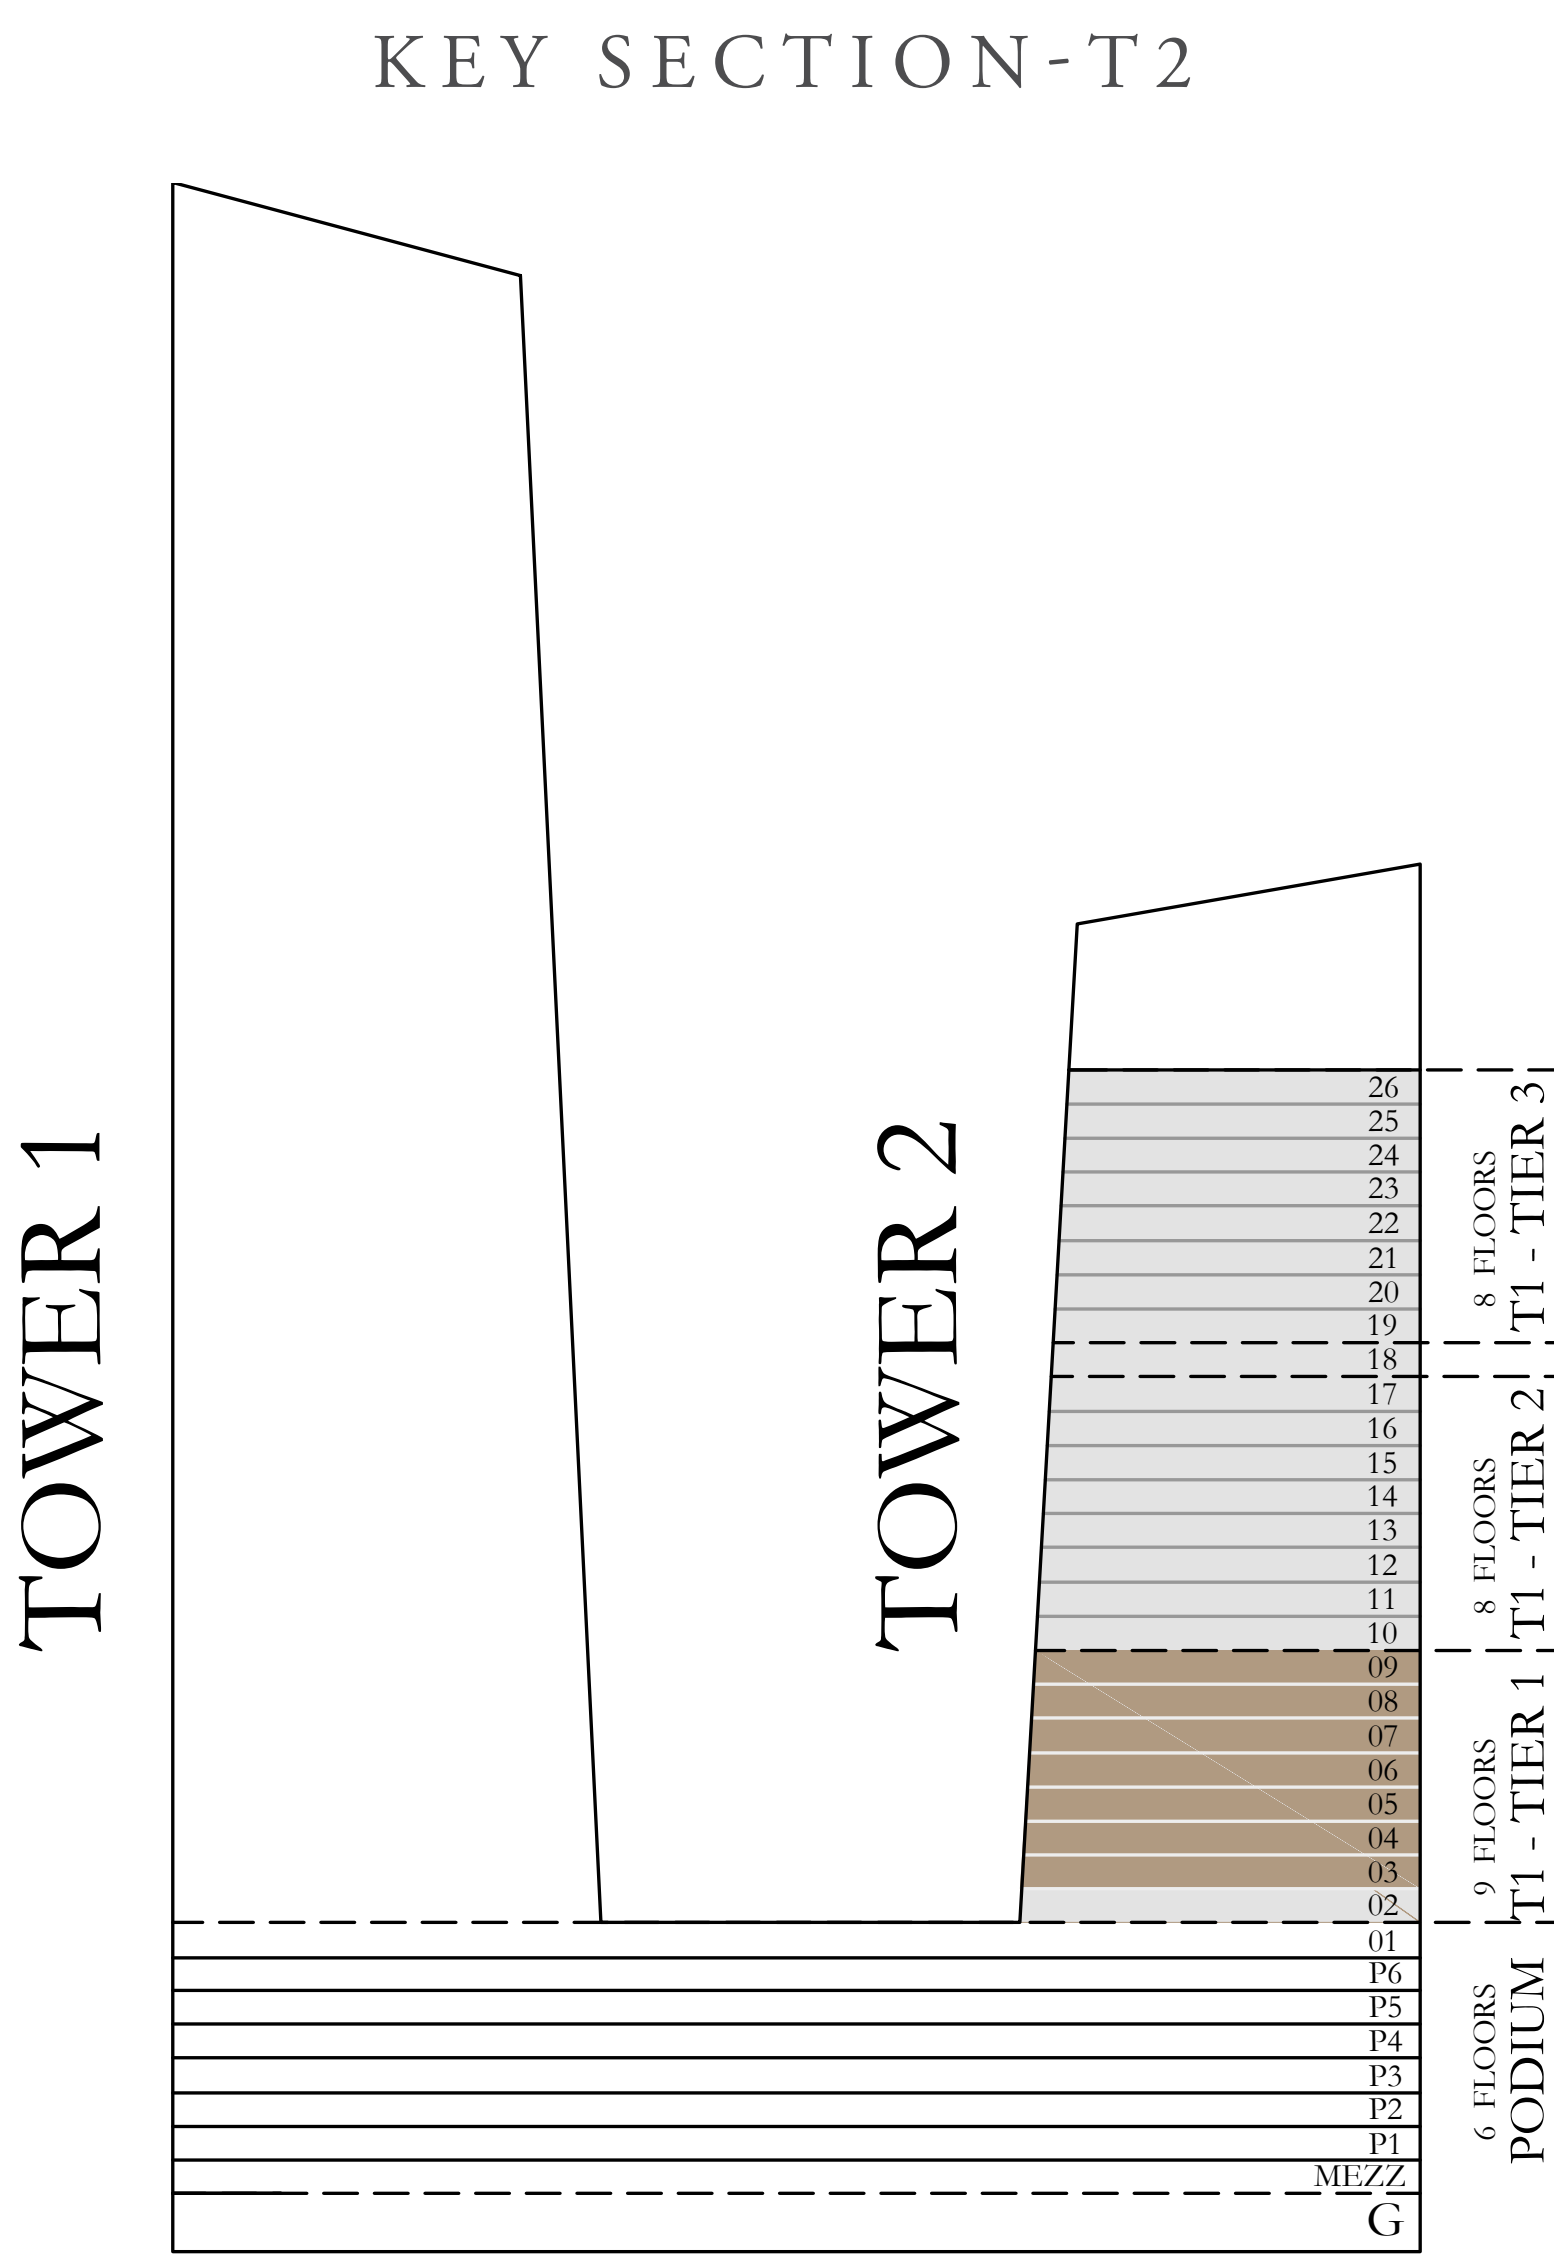 KEY SECTION-T2
TOWER 1
TOWER 2
26
25
24
23
22
21
20
19
18
17
16
15
14
13
12
11
10
09
08
07
06
05
04
03
02
01
P6
P5
P4
P3
P2
P1
MEZZ
G
8 FLOORS
T1 - TIER 3
8 FLOORS
T1 - TIER 2
9 FLOORS
T1 - TIER 1
6 FLOORS
PODIUM